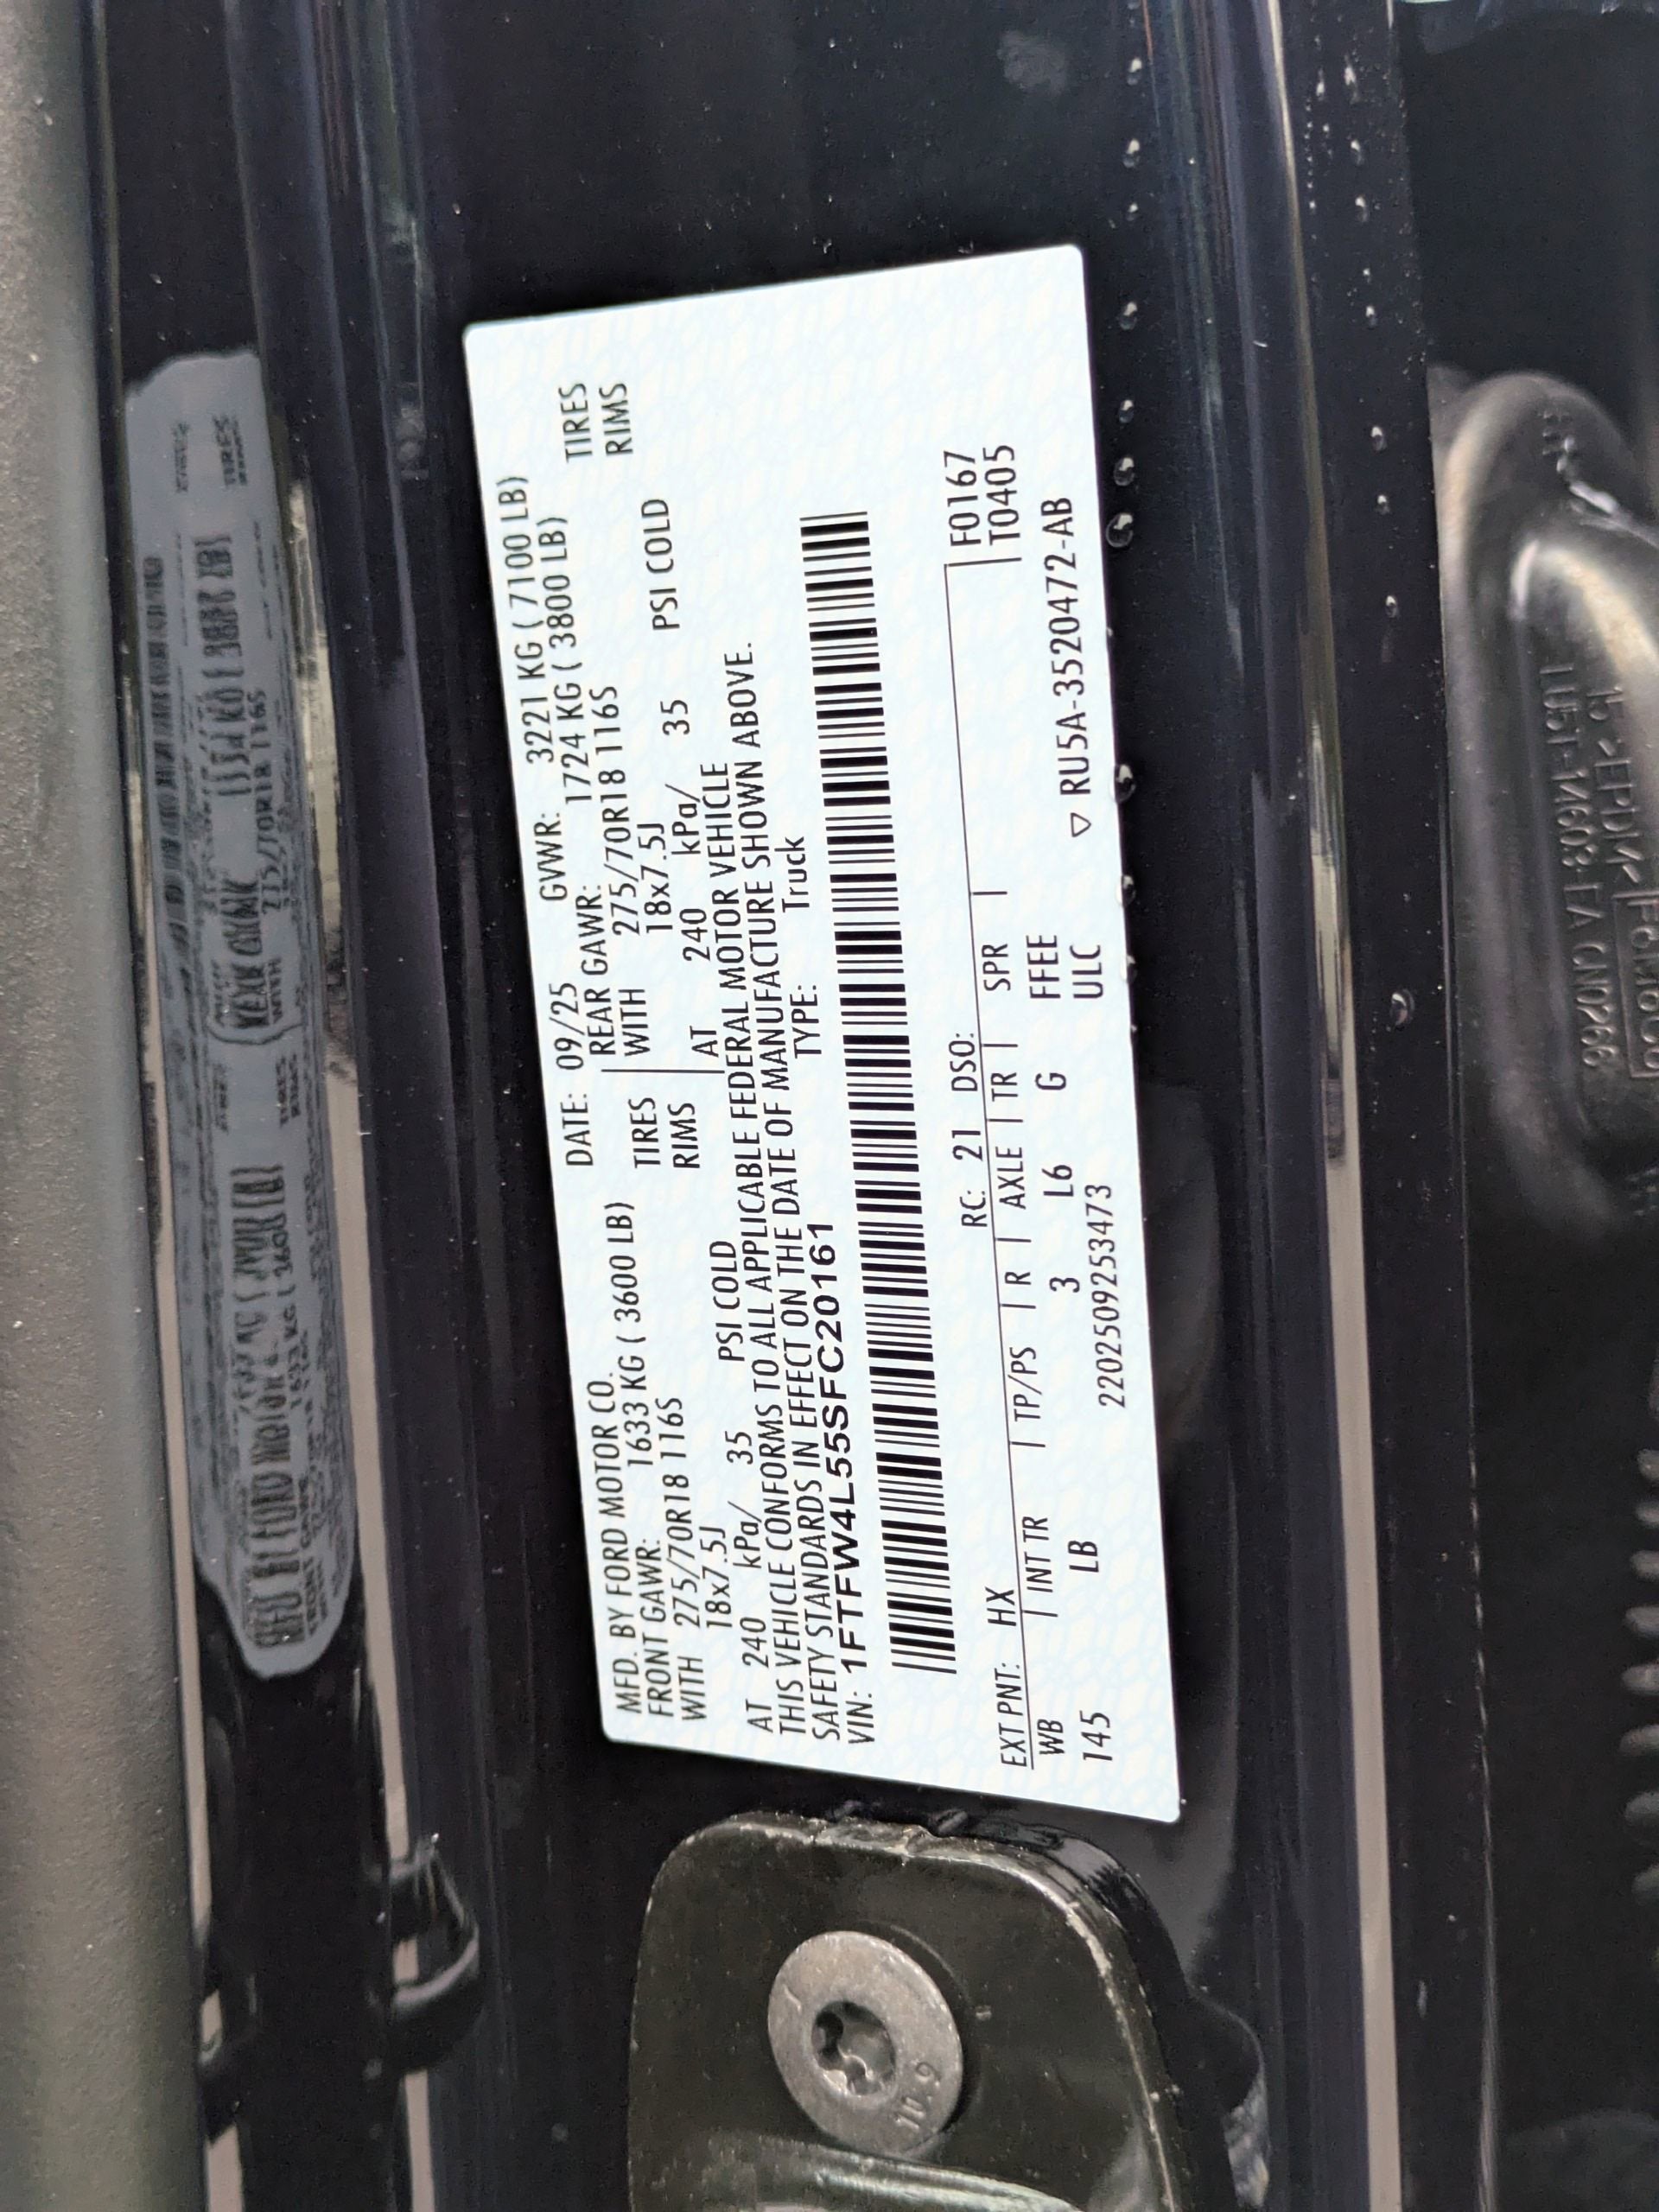 MFD. BY FORD MOTOR CO. DATE: 09/25 GVWR: 3221 KG ( 7100 LB)
FRONT GAWR: 1633 KG ( 3600 LB) REAR GAWR: 1724 KG ( 3800 LB)
WITH 275/70R18 116S TIRES WITH 275/70R18 116S TIRES
18x7.5J RIMS 18x7.5J RIMS
AT 240 kPa/ 35 PSI COLD AT 240 kPa/ 35 PSI COLD
THIS VEHICLE CONFORMS TO ALL APPLICABLE FEDERAL MOTOR VEHICLE
SAFETY STANDARDS IN EFFECT ON THE DATE OF MANUFACTURE SHOWN ABOVE.
VIN: 1FTFW4L55SFC20161 TYPE: Truck
EXT PNT: HX RC: 21 DSO: F0167
WB | INT TR | TP/PS | R | AXLE | TR | SPR | T0405
145 LB 3 L6 G FFEE
220250925​3473 ULC ▽ RU5A-3520472-AB
10.9